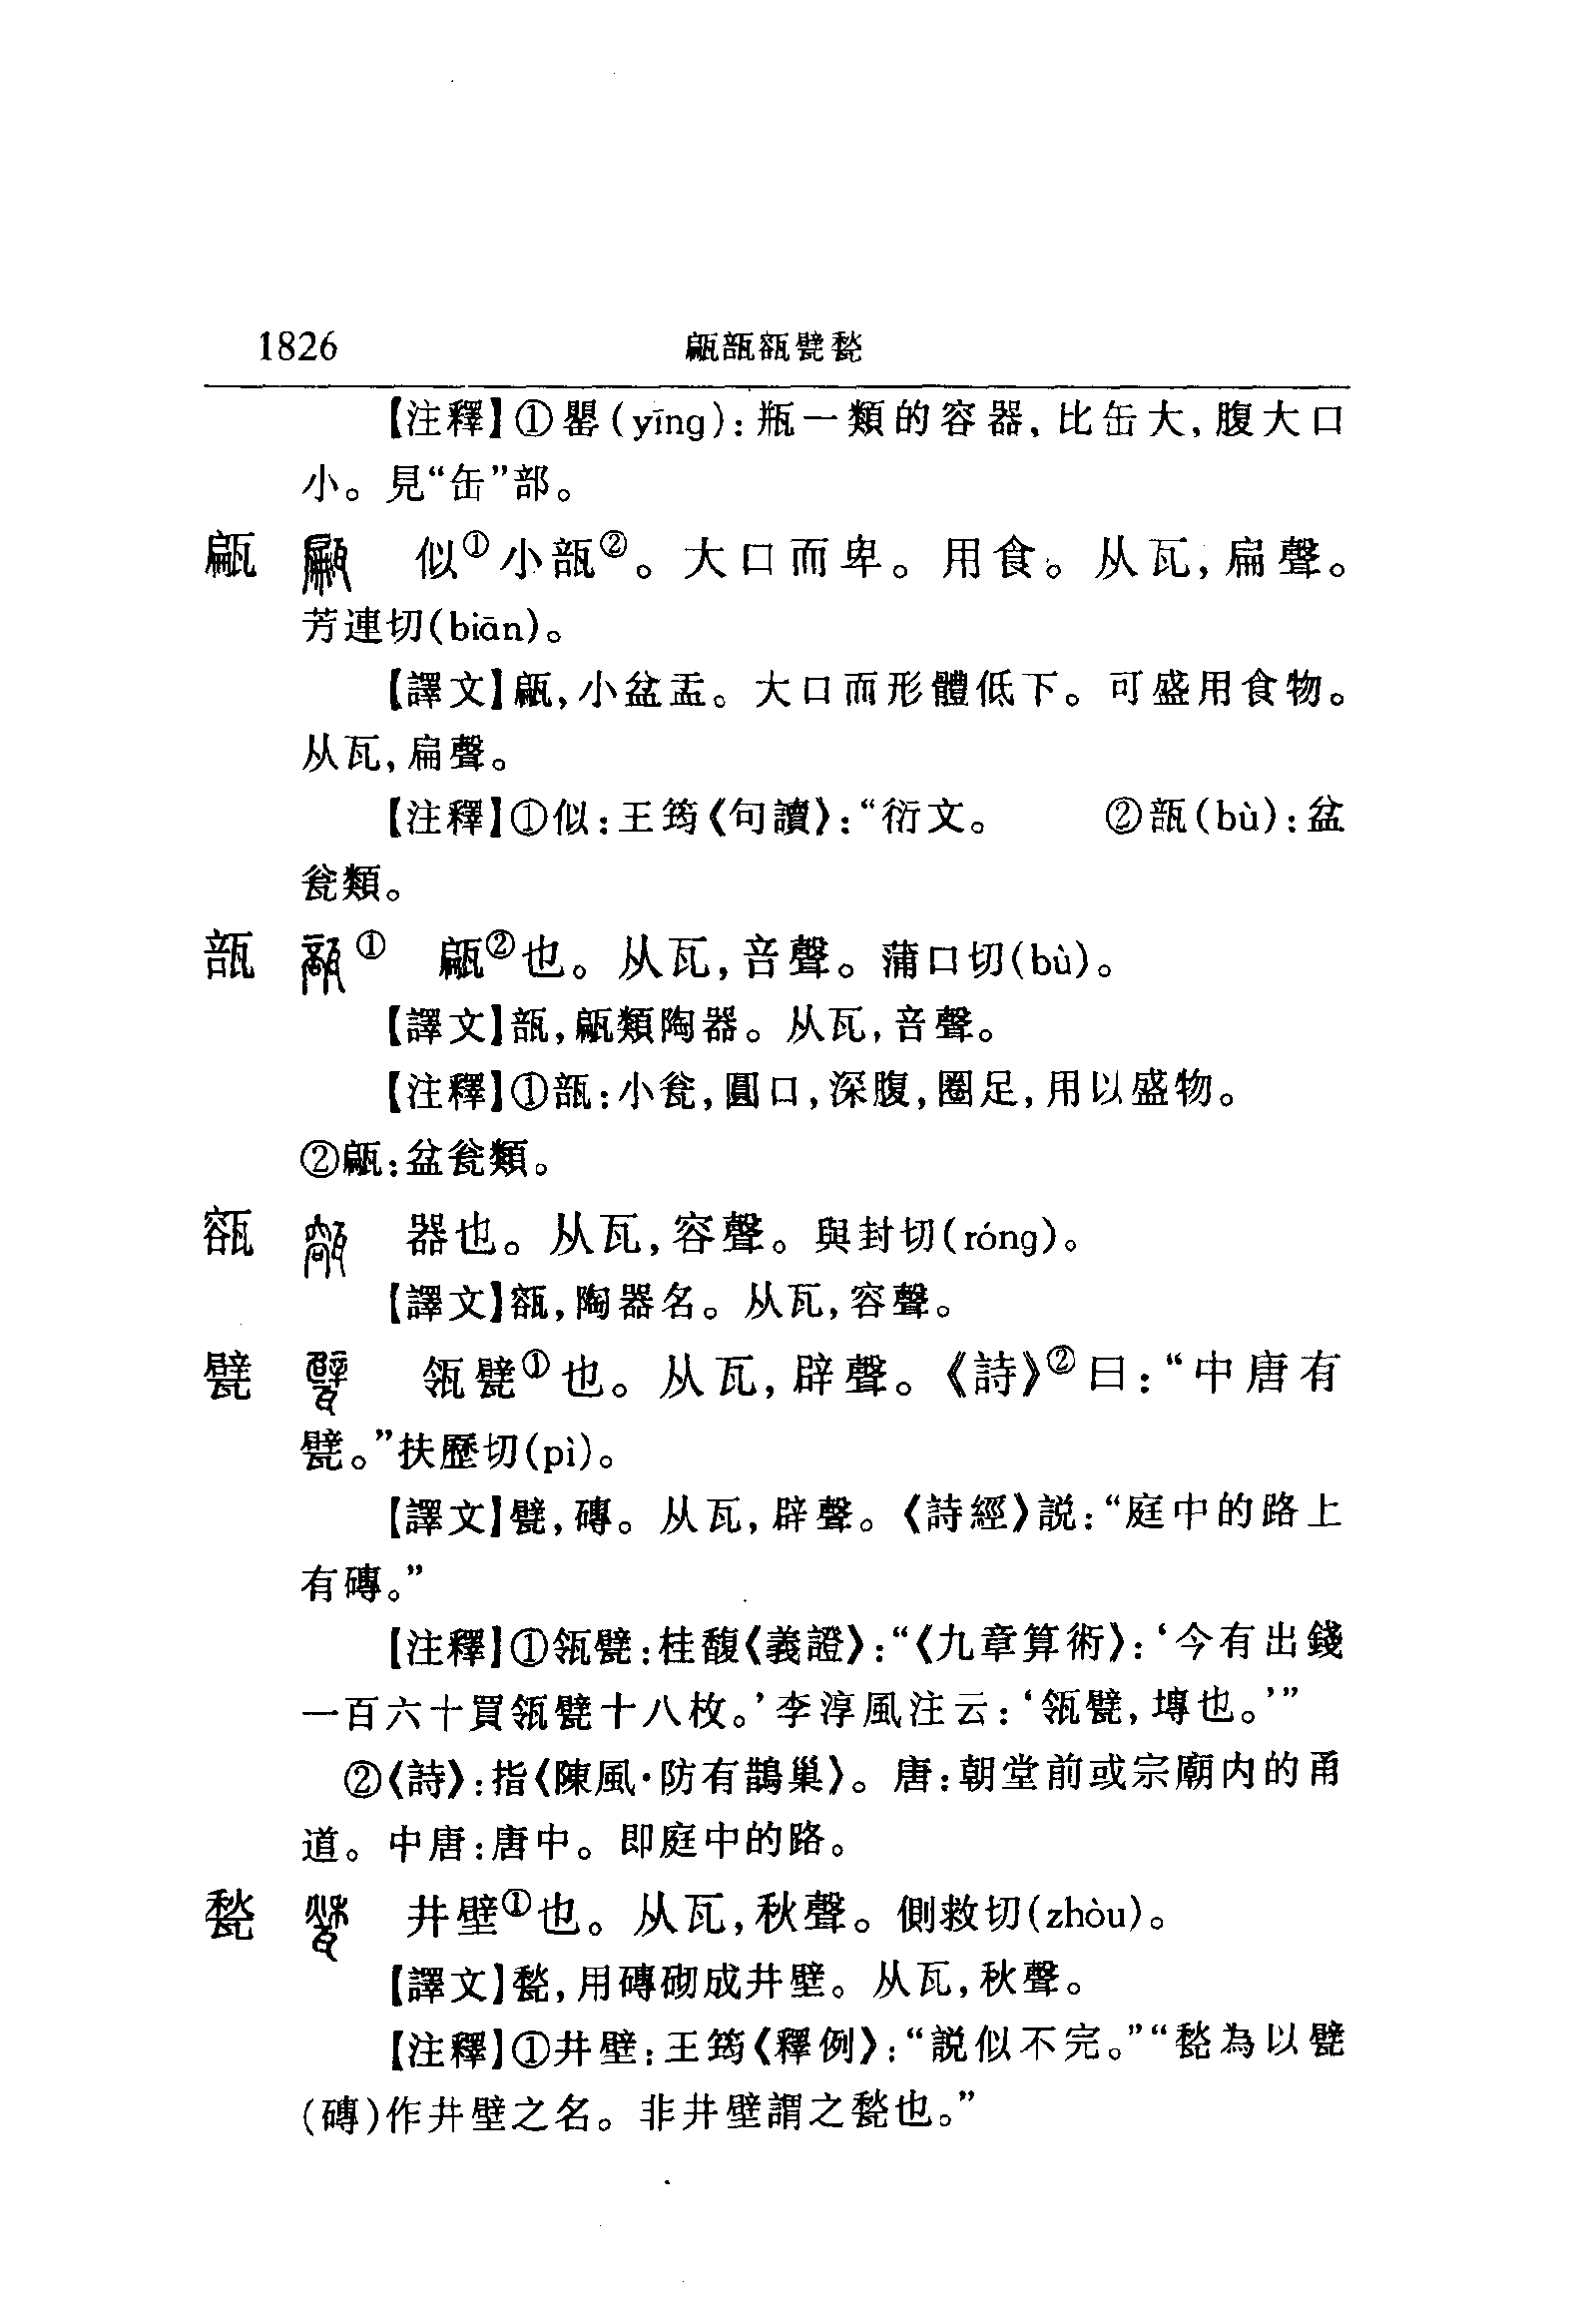 1826 甂瓿㼸甓甃
【注釋】①罌(yīng)：瓶一類的容器，比缶大，腹大口
小。見“缶”部。
甂 似①小瓿②。大口而卑。用食。从瓦，扁聲。
芳連切(biān)。
【譯文】甂，小盆盂。大口而形體低下。可盛用食物。
从瓦，扁聲。
【注釋】①似：王筠《句讀》：“衍文。 ②瓿(bù)：盆
瓮類。
瓿 ① 甂②也。从瓦，咅聲。蒲口切(bù)。
【譯文】瓿，甂類陶器。从瓦，咅聲。
【注釋】①瓿：小瓮，圓口，深腹，圈足，用以盛物。
②甂：盆瓮類。
㼸 器也。从瓦，容聲。與封切(róng)。
【譯文】㼸，陶器名。从瓦，容聲。
甓 瓴甓①也。从瓦，辟聲。《詩》②曰：“中唐有
甓。”扶歷切(pì)。
【譯文】甓，磚。从瓦，辟聲。《詩經》説：“庭中的路上
有磚。”
【注釋】①瓴甓：桂馥《義證》：“《九章算術》：‘今有出錢
一百六十買瓴甓十八枚。’李淳風注云：‘瓴甓，塼也。’”
②《詩》：指《陳風·防有鵲巢》。唐：朝堂前或宗廟内的甬
道。中唐：唐中。即庭中的路。
甃 井壁①也。从瓦，秋聲。側救切(zhòu)。
【譯文】甃，用磚砌成井壁。从瓦，秋聲。
【注釋】①井壁：王筠《釋例》：“説似不完。”“甃為以甓
(磚)作井壁之名。非井壁謂之甃也。”